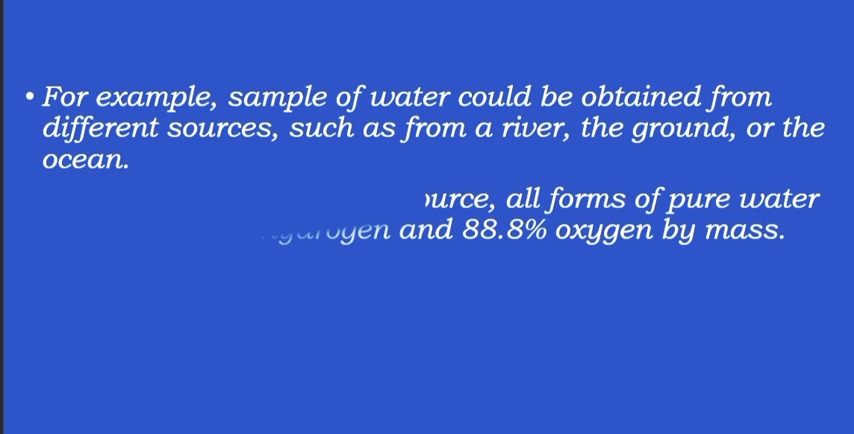 • For example, sample of water could be obtained from
different sources, such as from a river, the ground, or the
ocean.
all forms of pure water
and 88.8% oxygen by mass.